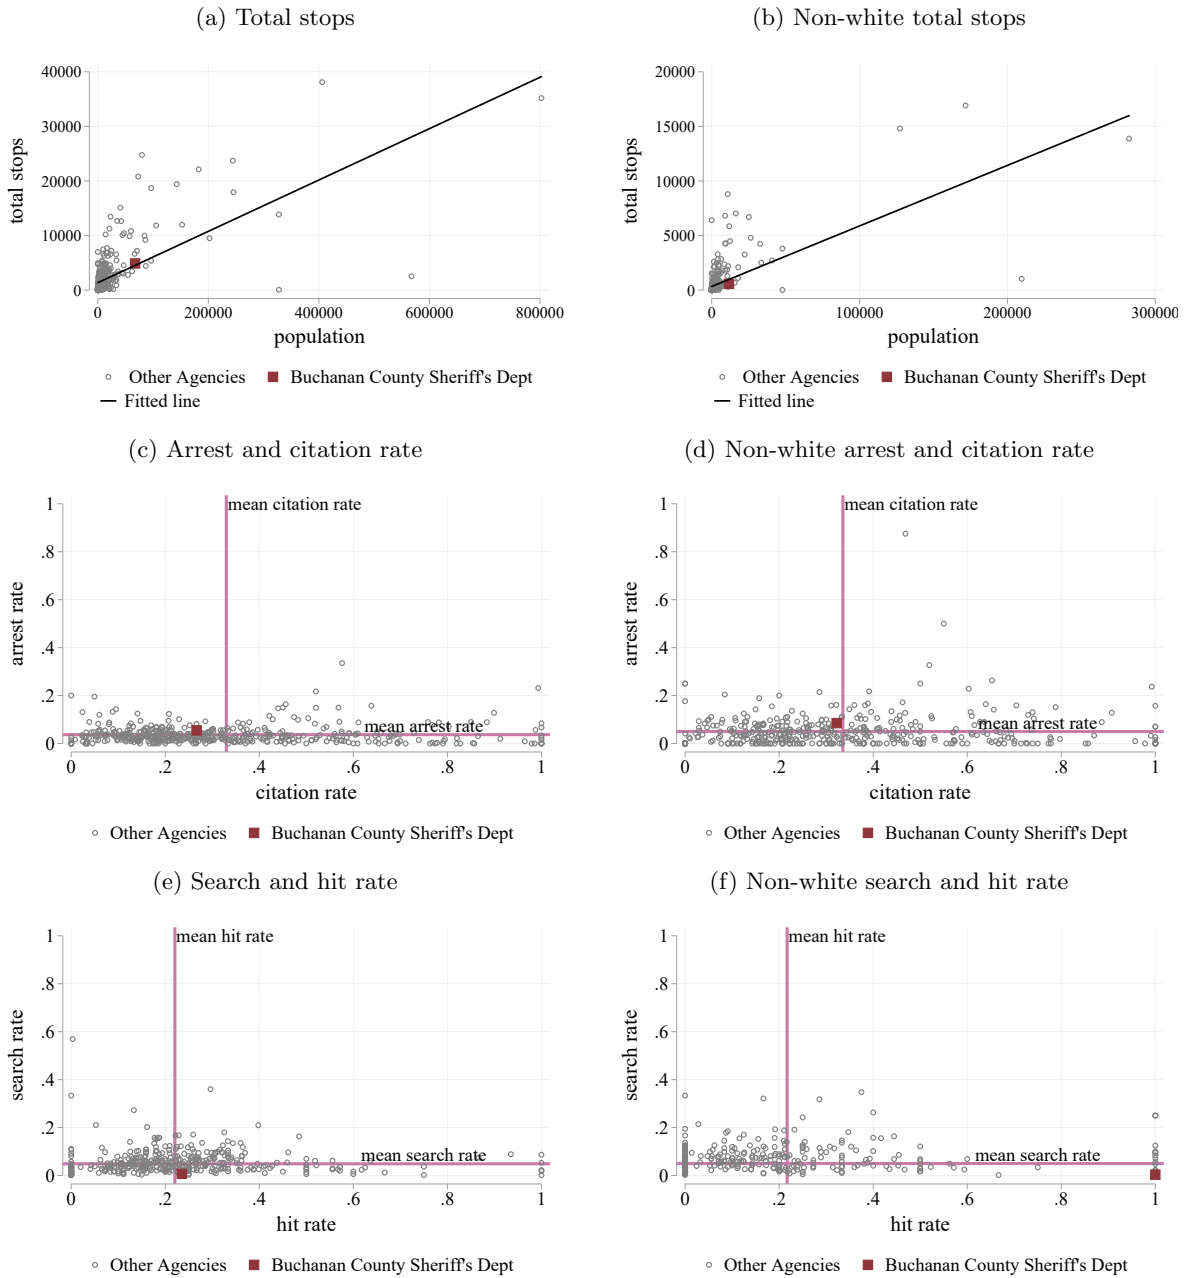 (a) Total stops
(b) Non-white total stops
total stops
40000
30000
20000
10000
0
0 200000 400000 600000 800000
population
Other Agencies Buchanan County Sheriff's Dept
Fitted line
total stops
20000
15000
10000
5000
0
0 100000 200000 300000
population
Other Agencies Buchanan County Sheriff's Dept
Fitted line
(c) Arrest and citation rate
(d) Non-white arrest and citation rate
arrest rate
1
.8
.6
.4
.2
0
mean citation rate
mean arrest rate
0 .2 .4 .6 .8 1
citation rate
Other Agencies Buchanan County Sheriff's Dept
arrest rate
1
.8
.6
.4
.2
0
mean citation rate
mean arrest rate
0 .2 .4 .6 .8 1
citation rate
Other Agencies Buchanan County Sheriff's Dept
(e) Search and hit rate
(f) Non-white search and hit rate
search rate
1
.8
.6
.4
.2
0
mean hit rate
mean search rate
0 .2 .4 .6 .8 1
hit rate
Other Agencies Buchanan County Sheriff's Dept
search rate
1
.8
.6
.4
.2
0
mean hit rate
mean search rate
0 .2 .4 .6 .8 1
hit rate
Other Agencies Buchanan County Sheriff's Dept